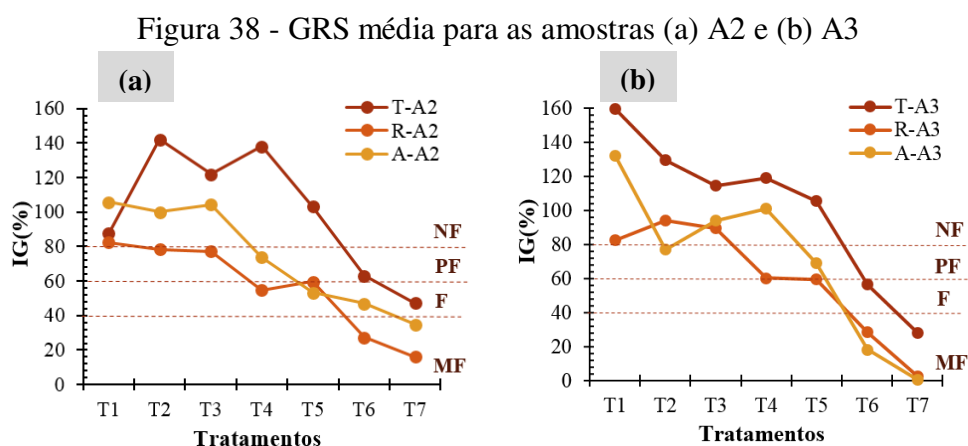 Figura 38 - GRS média para as amostras (a) A2 e (b) A3
(a)
160
140
120
100
80
60
40
20
0
IG(%)
T-A2
R-A2
A-A2
NF
PF
F
MF
T1 T2 T3 T4 T5 T6 T7
Tratamentos
(b)
160
140
120
100
80
60
40
20
0
IG(%)
T-A3
R-A3
A-A3
NF
PF
F
MF
T1 T2 T3 T4 T5 T6 T7
Tratamentos